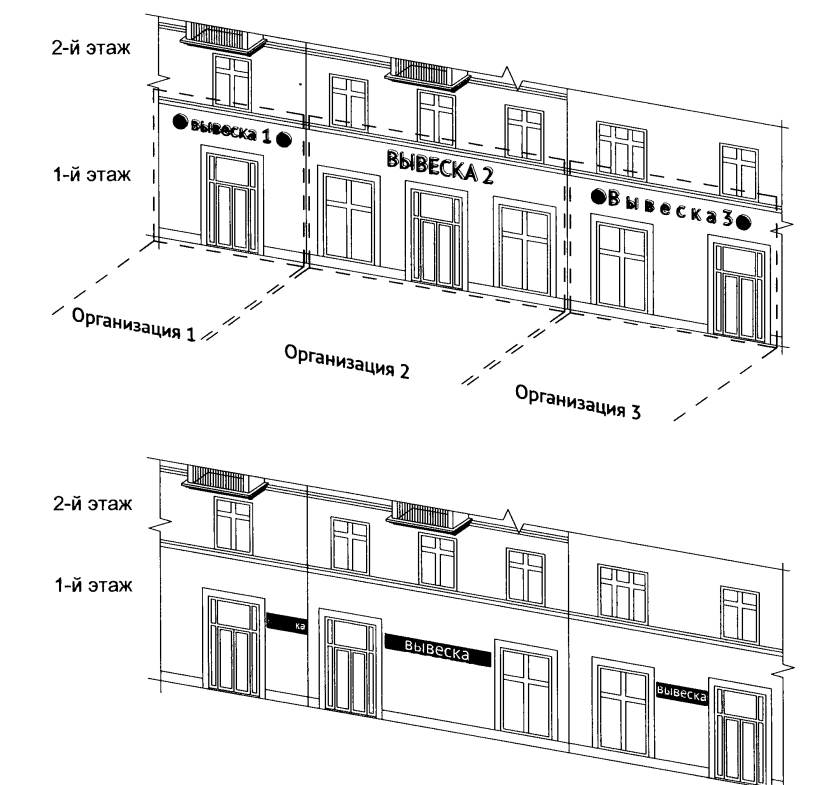 2-й этаж
вывеска 1
1-й этаж
ВЫВЕСКА 2
Вывеска 3
Организация 1
Организация 2
Организация 3
2-й этаж
1-й этаж
ка
вывеска
вывеска